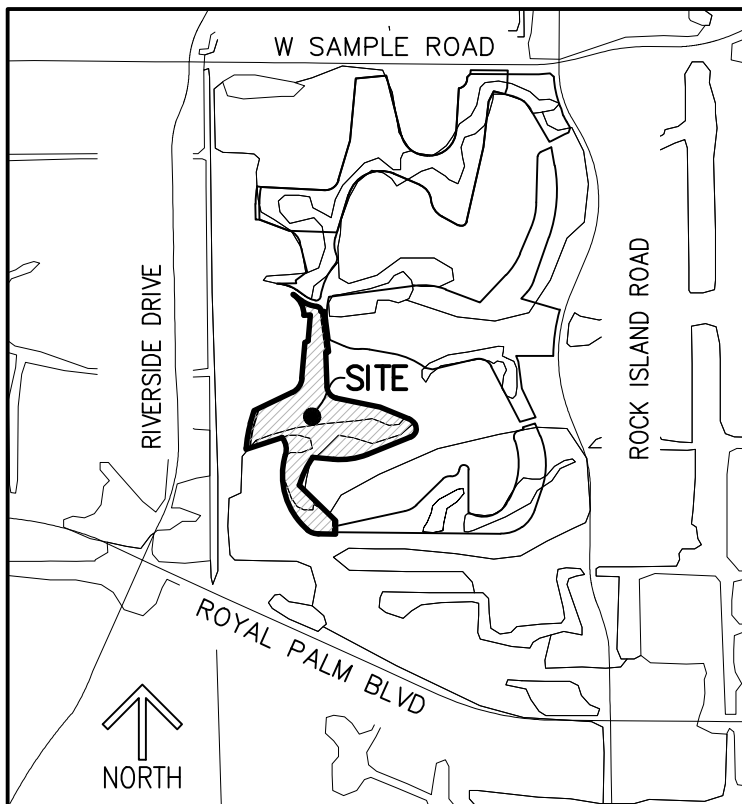 W SAMPLE ROAD
RIVERSIDE DRIVE
ROCK ISLAND ROAD
SITE
ROYAL PALM BLVD
NORTH